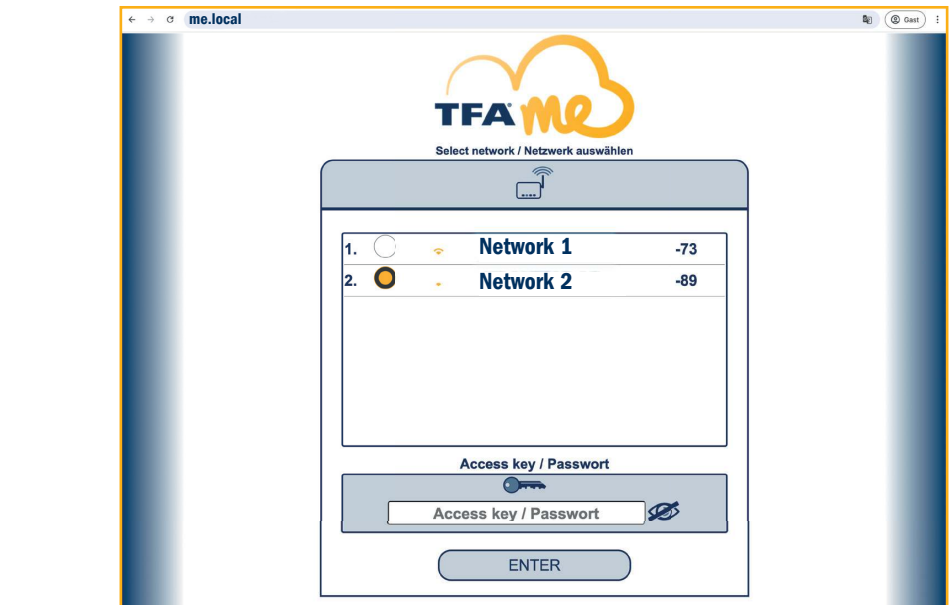 me.local
Gast
TFA me
Select network / Netzwerk auswählen
1. Network 1 -73
2. Network 2 -89
Access key / Passwort
Access key / Passwort
ENTER